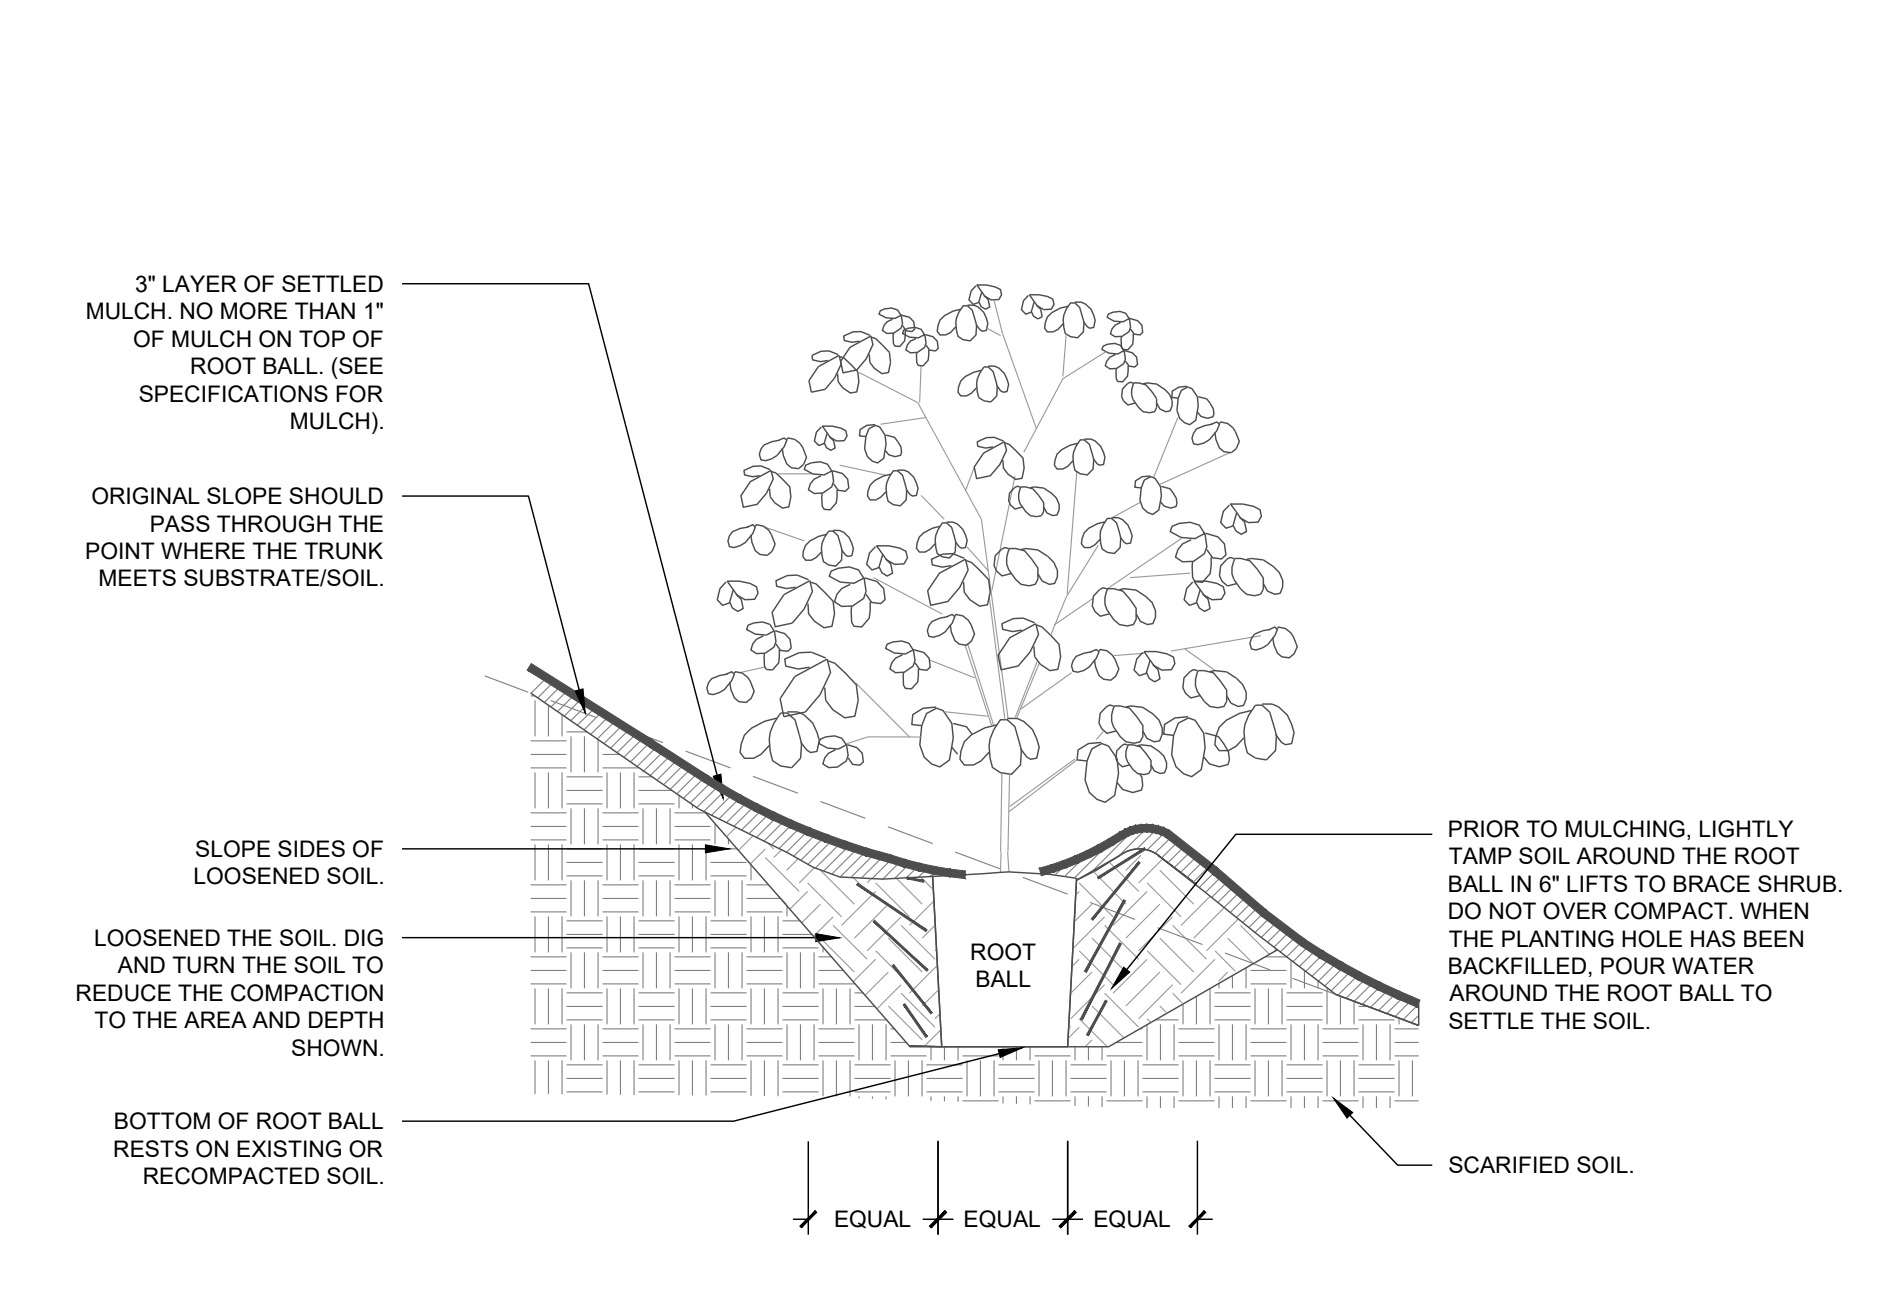 3" LAYER OF SETTLED
MULCH. NO MORE THAN 1"
OF MULCH ON TOP OF
ROOT BALL. (SEE
SPECIFICATIONS FOR
MULCH).
ORIGINAL SLOPE SHOULD
PASS THROUGH THE
POINT WHERE THE TRUNK
MEETS SUBSTRATE/SOIL.
SLOPE SIDES OF
LOOSENED SOIL.
LOOSENED THE SOIL. DIG
AND TURN THE SOIL TO
REDUCE THE COMPACTION
TO THE AREA AND DEPTH
SHOWN.
BOTTOM OF ROOT BALL
RESTS ON EXISTING OR
RECOMPACTED SOIL.
ROOT
BALL
PRIOR TO MULCHING, LIGHTLY
TAMP SOIL AROUND THE ROOT
BALL IN 6" LIFTS TO BRACE SHRUB.
DO NOT OVER COMPACT. WHEN
THE PLANTING HOLE HAS BEEN
BACKFILLED, POUR WATER
AROUND THE ROOT BALL TO
SETTLE THE SOIL.
SCARIFIED SOIL.
EQUAL EQUAL EQUAL